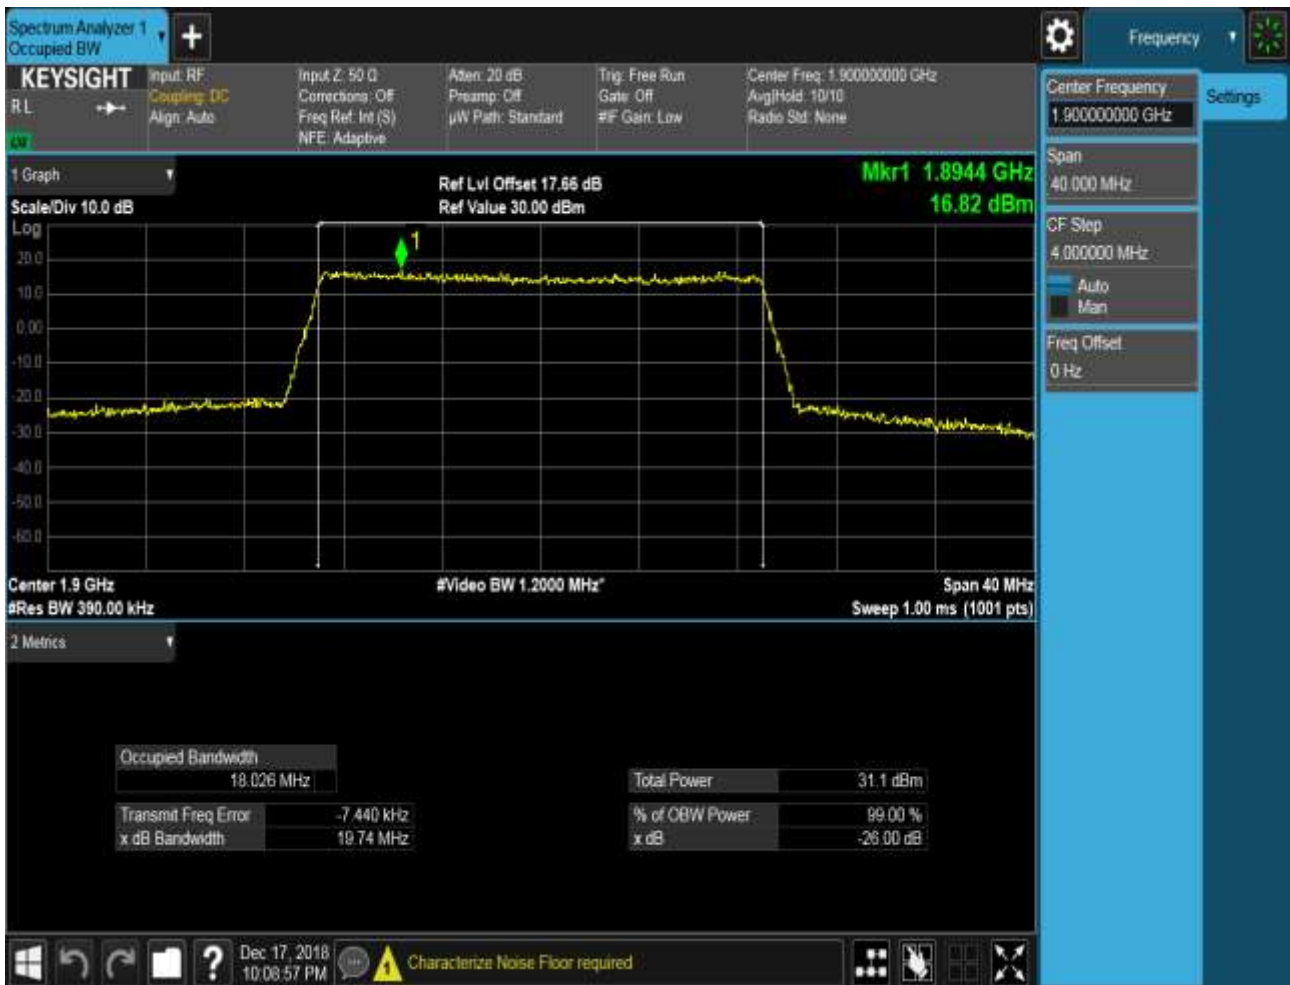 Spectrum Analyzer 1
Occupied BW
Frequency
KEYSIGHT
R L
Input: RF
Coupling: DC
Align: Auto
Input Z: 50 Ω
Corrections: Off
Freq Ref: Int (S)
NFE: Adaptive
Atten: 20 dB
Preamp: Off
µW Path: Standard
Trig: Free Run
Gate: Off
#IF Gain: Low
Center Freq: 1.900000000 GHz
Avg|Hold: 10/10
Radio Std: None
Center Frequency
1.900000000 GHz
Settings
Span
40.000 MHz
CF Step
4.000000 MHz
Auto
Man
Freq Offset
0 Hz
1 Graph
Scale/Div 10.0 dB
Ref Lvl Offset 17.66 dB
Ref Value 30.00 dBm
Mkr1 1.8944 GHz
16.82 dBm
Log
1
20.0
10.0
0.00
-10.0
-20.0
-30.0
-40.0
-50.0
-60.0
Center 1.9 GHz
#Video BW 1.2000 MHz*
Span 40 MHz
#Res BW 390.00 kHz
Sweep 1.00 ms (1001 pts)
2 Metrics
Occupied Bandwidth
18.026 MHz
Total Power 31.1 dBm
Transmit Freq Error -7.440 kHz
% of OBW Power 99.00 %
x dB Bandwidth 19.74 MHz
x dB -26.00 dB
?
Dec 17, 2018
10:08:57 PM
1
Characterize Noise Floor required